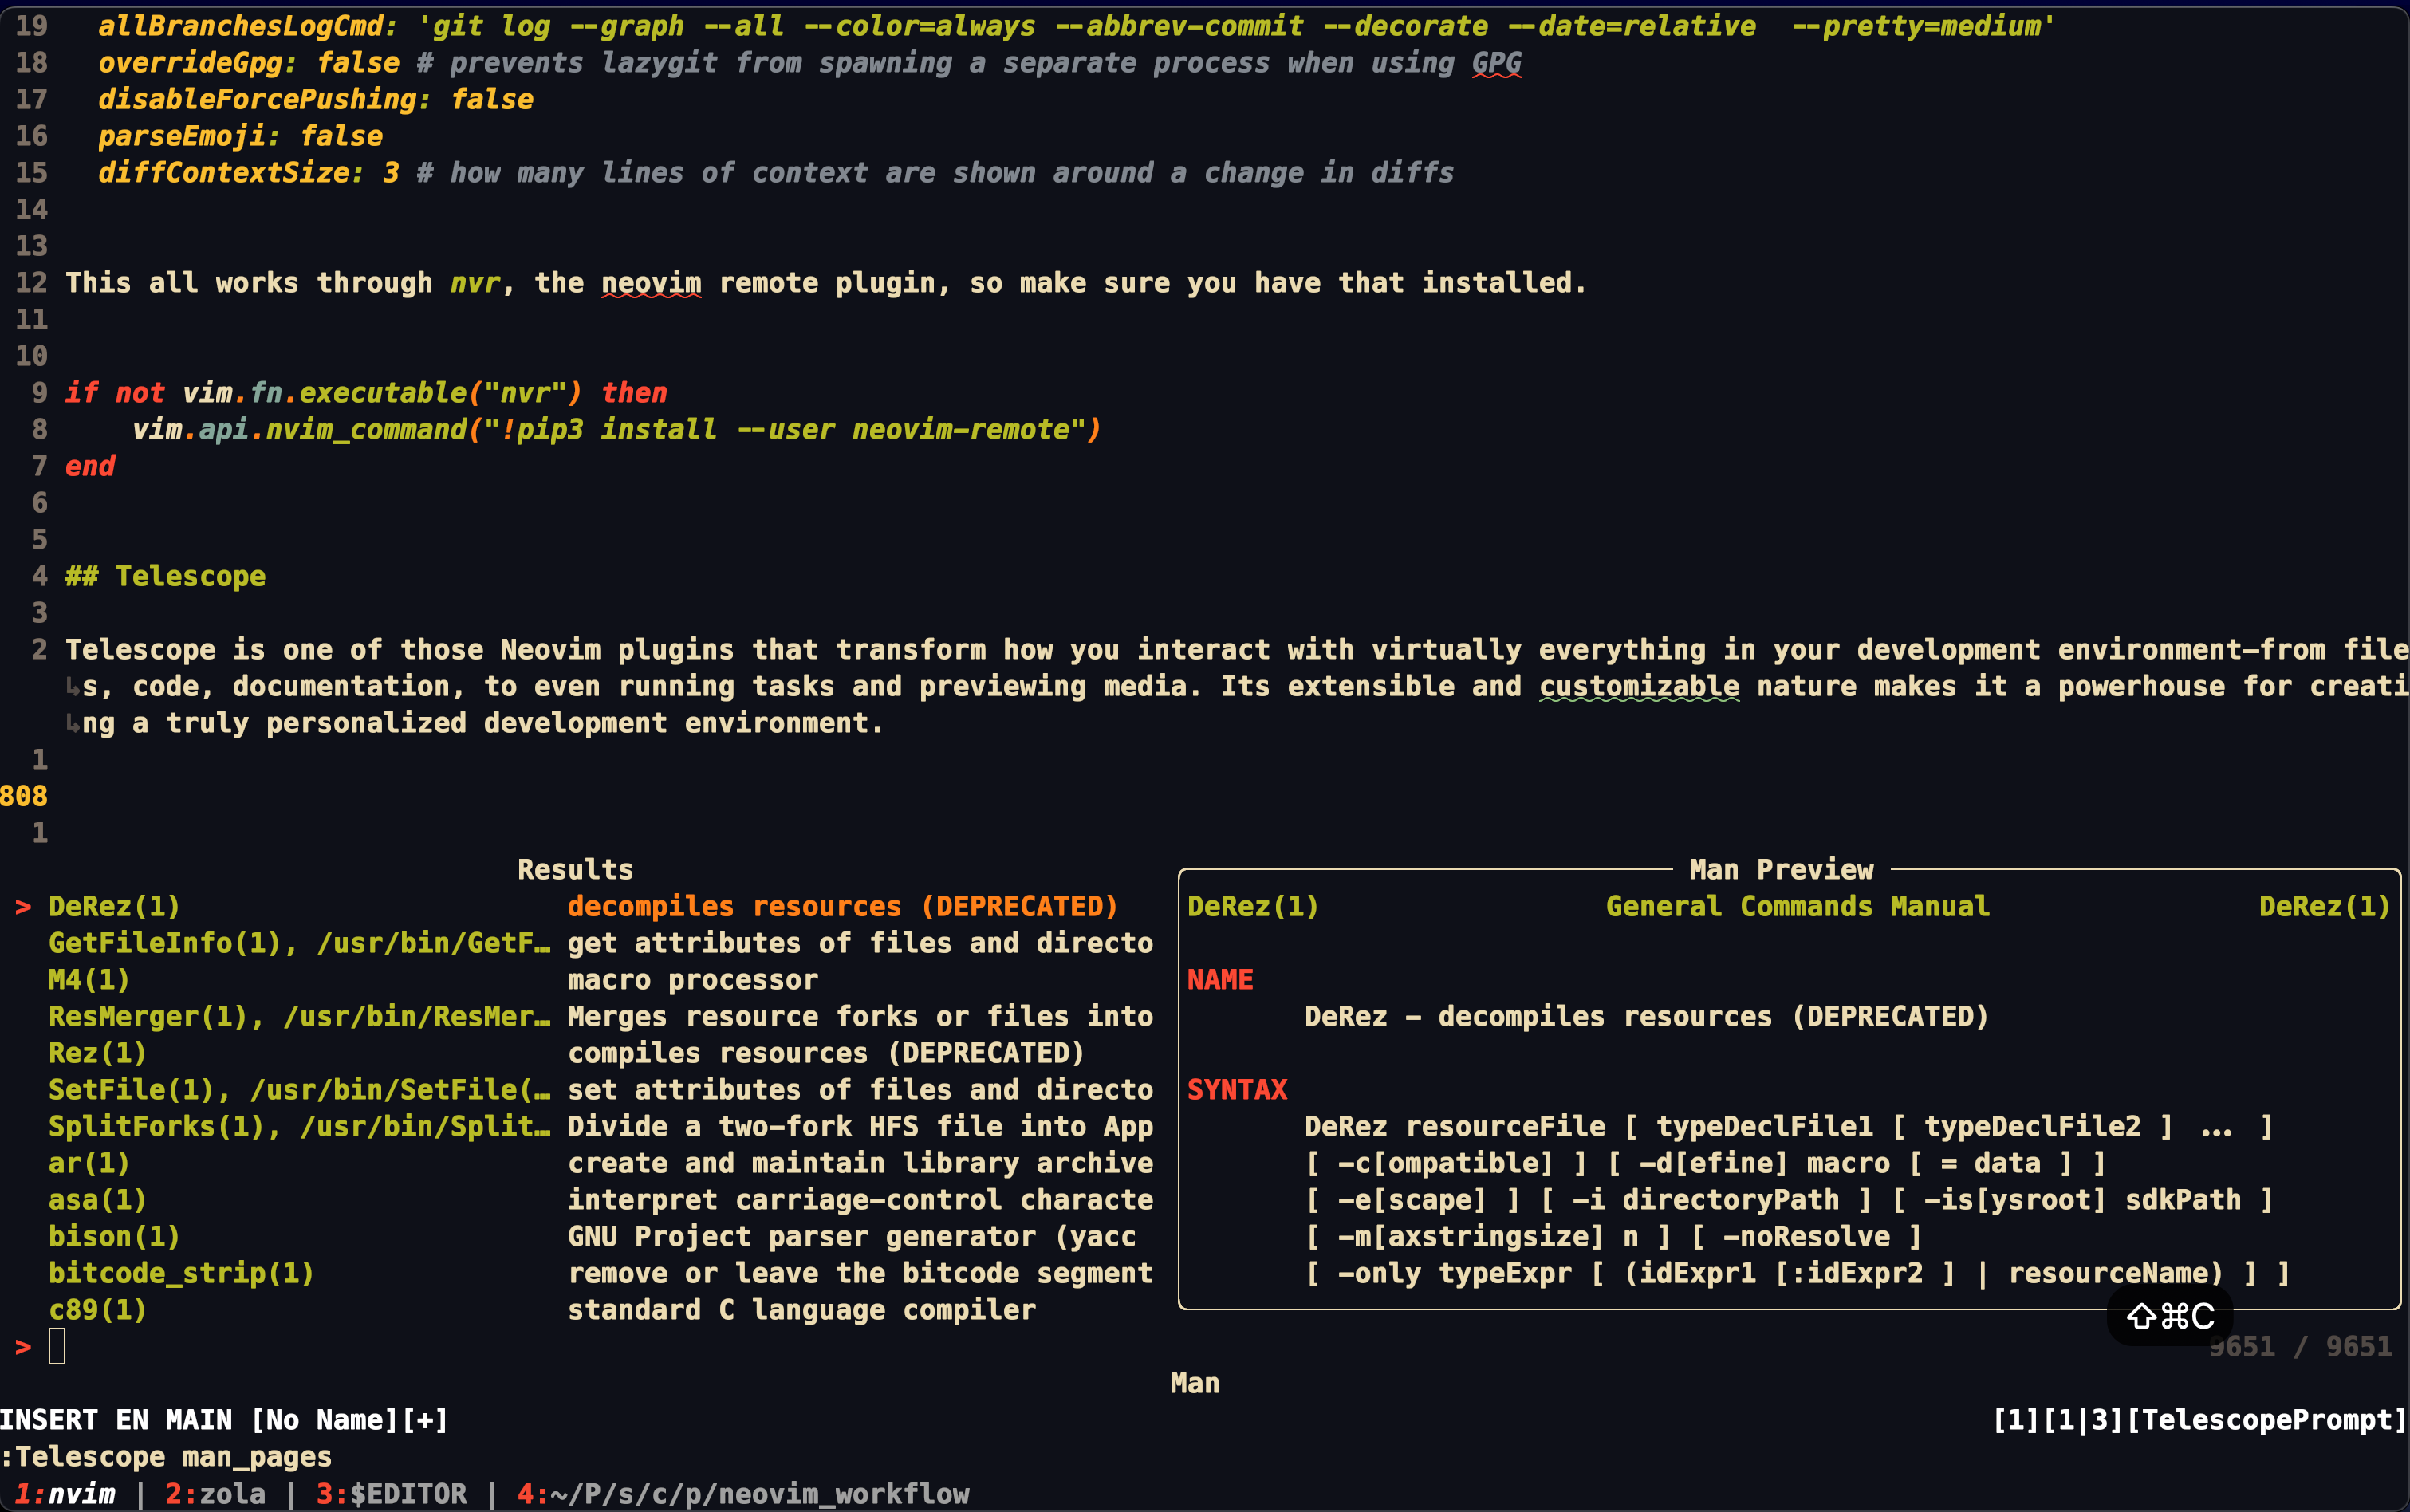 19 allBranchesLogCmd: 'git log --graph --all --color=always --abbrev-commit --decorate --date=relative  --pretty=medium'
18 overrideGpg: false # prevents lazygit from spawning a separate process when using GPG
17 disableForcePushing: false
16 parseEmoji: false
15 diffContextSize: 3 # how many lines of context are shown around a change in diffs
14
13
12 This all works through nvr, the neovim remote plugin, so make sure you have that installed.
11
10
9 if not vim.fn.executable("nvr") then
8 vim.api.nvim_command("!pip3 install --user neovim-remote")
7 end
6
5
4 ## Telescope
3
2 Telescope is one of those Neovim plugins that transform how you interact with virtually everything in your development environment—from file
↳s, code, documentation, to even running tasks and previewing media. Its extensible and customizable nature makes it a powerhouse for creati
↳ng a truly personalized development environment.
1
808
1
Results
> DeRez(1) decompiles resources (DEPRECATED)
GetFileInfo(1), /usr/bin/GetF… get attributes of files and directo
M4(1) macro processor
ResMerger(1), /usr/bin/ResMer… Merges resource forks or files into
Rez(1) compiles resources (DEPRECATED)
SetFile(1), /usr/bin/SetFile(… set attributes of files and directo
SplitForks(1), /usr/bin/Split… Divide a two-fork HFS file into App
ar(1) create and maintain library archive
asa(1) interpret carriage-control characte
bison(1) GNU Project parser generator (yacc
bitcode_strip(1) remove or leave the bitcode segment
c89(1) standard C language compiler
Man Preview
DeRez(1) General Commands Manual DeRez(1)
NAME
DeRez - decompiles resources (DEPRECATED)
SYNTAX
DeRez resourceFile [ typeDeclFile1 [ typeDeclFile2 ] ... ]
[ -c[ompatible] ] [ -d[efine] macro [ = data ] ]
[ -e[scape] ] [ -i directoryPath ] [ -is[ysroot] sdkPath ]
[ -m[axstringsize] n ] [ -noResolve ]
[ -only typeExpr [ (idExpr1 [:idExpr2 ] | resourceName) ] ]
⇧⌘C
> 9651 / 9651
Man
INSERT EN MAIN [No Name][+] [1][1|3][TelescopePrompt]
:Telescope man_pages
1:nvim | 2:zola | 3:$EDITOR | 4:~/P/s/c/p/neovim_workflow